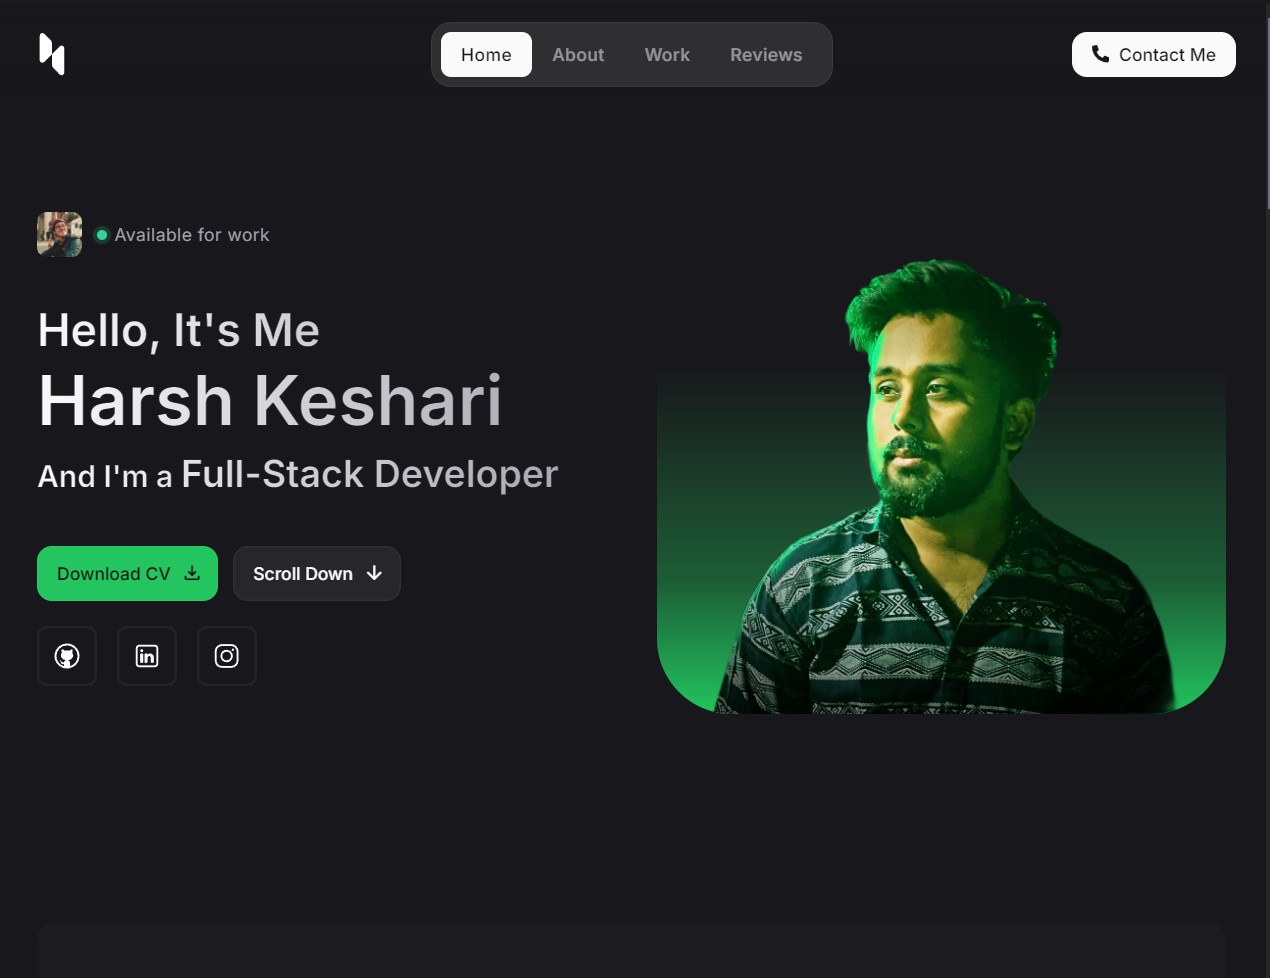 Home About Work Reviews
Contact Me
Available for work
Hello, It's Me
Harsh Keshari
And I'm a Full-Stack Developer
Download CV
Scroll Down
in